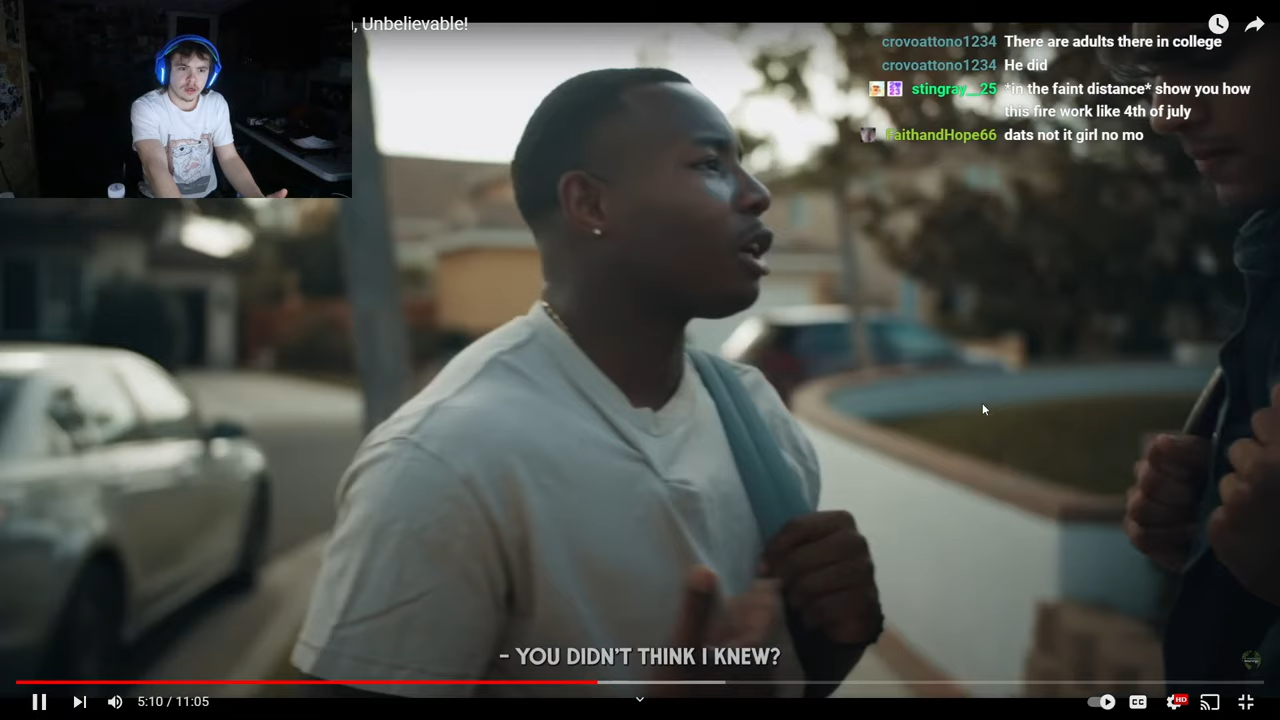 , Unbelievable!
crovoattono1234 There are adults there in college
crovoattono1234 He did
stingray__25 *in the faint distance* show you how
this fire work like 4th of july
FaithandHope66 dats not it girl no mo
- YOU DIDN'T THINK I KNEW?
5:10 / 11:05
CC
HD